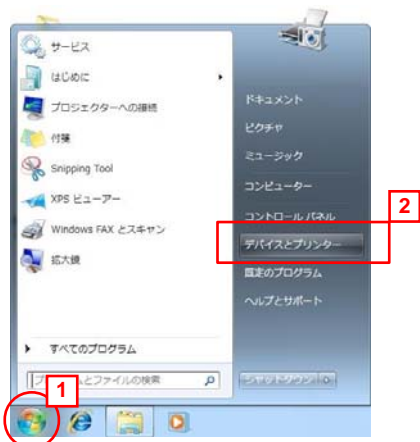 サービス
はじめに
プロジェクターへの接続
付箋
Snipping Tool
XPS ビューアー
Windows FAX とスキャン
拡大鏡
すべてのプログラム
とファイルの検索
1
ドキュメント
ピクチャ
ミュージック
コンピューター
コントロール パネル
2
デバイスとプリンター
既定のプログラム
ヘルプとサポート
シャットダウン